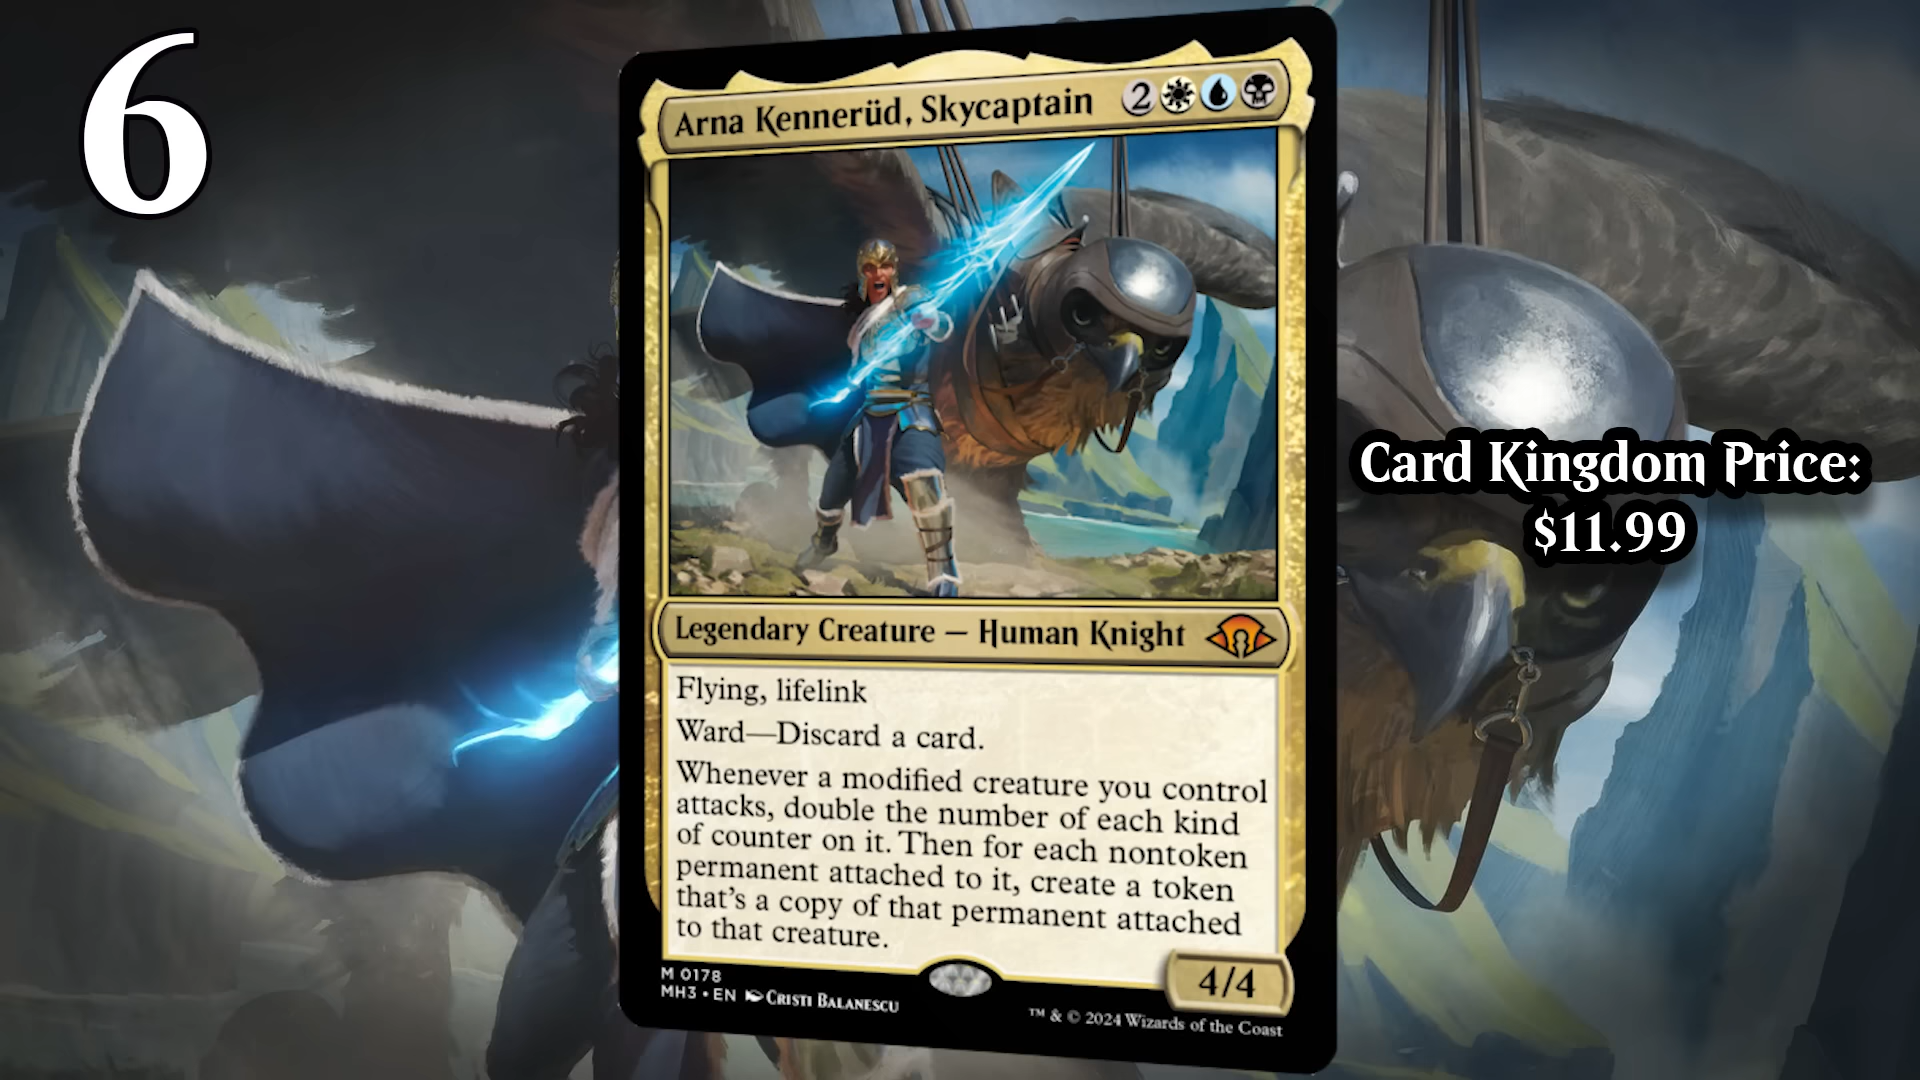 6
Arna Kennerüd, Skycaptain 2
Card Kingdom Price:
$11.99
Legendary Creature — Human Knight
Flying, lifelink
Ward—Discard a card.
Whenever a modified creature you control
attacks, double the number of each kind
of counter on it. Then for each nontoken
permanent attached to it, create a token
that's a copy of that permanent attached
to that creature.
4/4
M 0178
MH3 • EN Cristi Balanescu
™ & © 2024 Wizards of the Coast